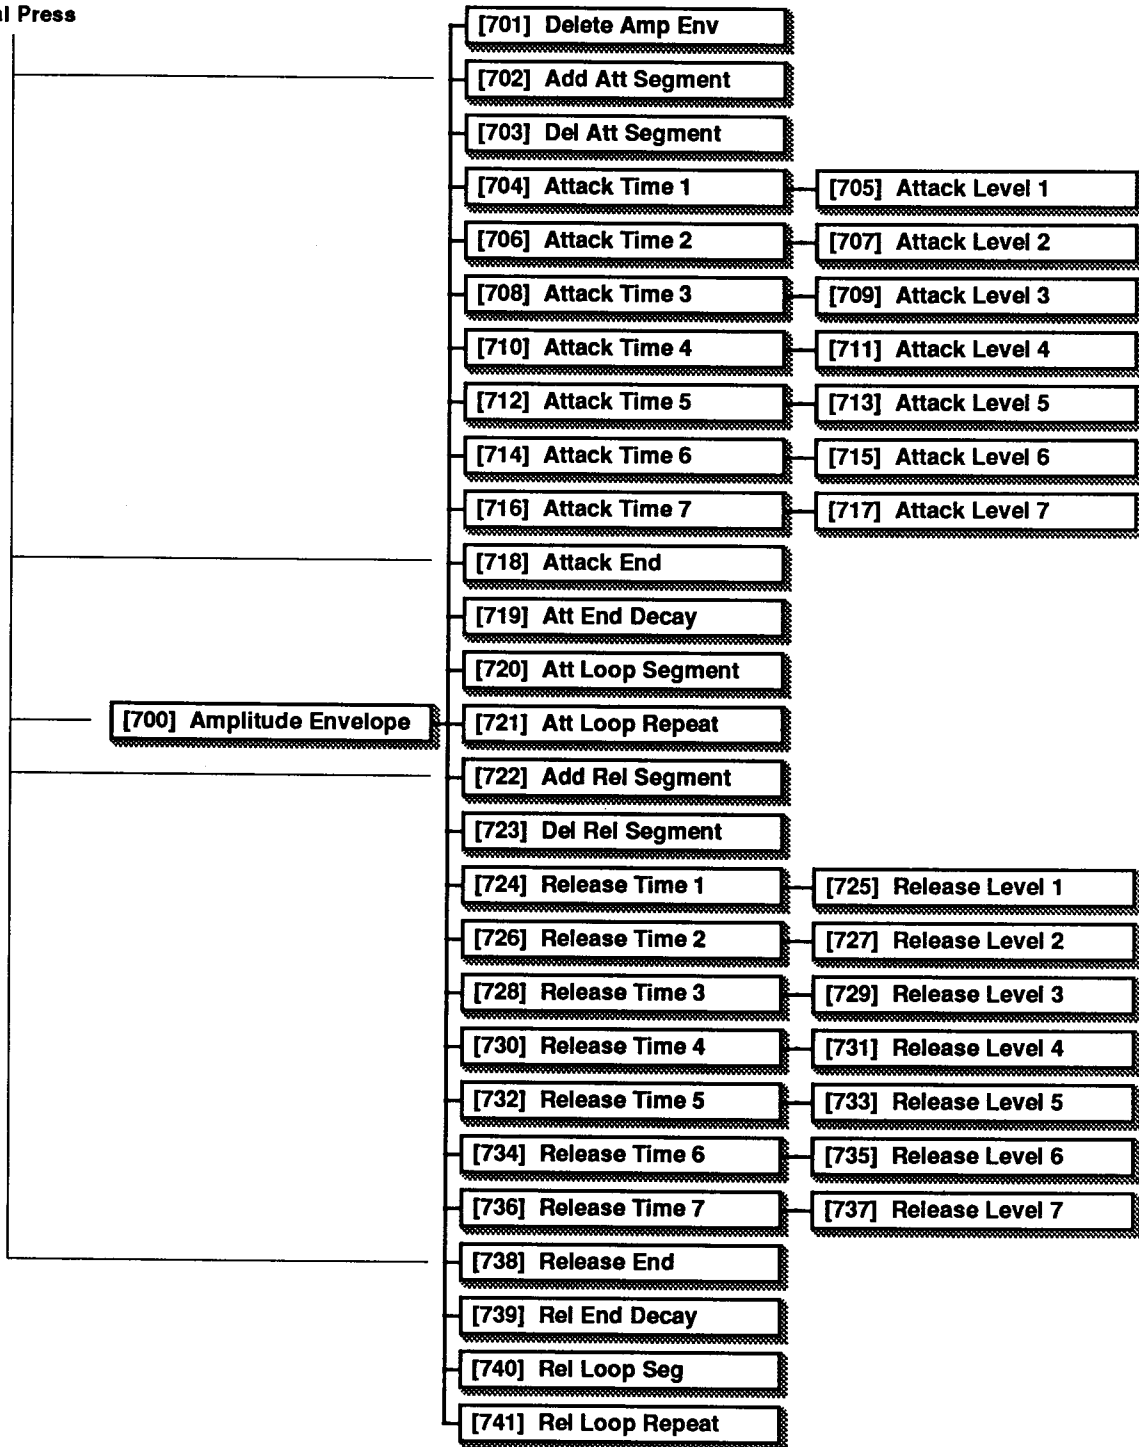 Press
[701] Delete Amp Env
[702] Add Att Segment
[703] Del Att Segment
[704] Attack Time 1 [705] Attack Level 1
[706] Attack Time 2 [707] Attack Level 2
[708] Attack Time 3 [709] Attack Level 3
[710] Attack Time 4 [711] Attack Level 4
[712] Attack Time 5 [713] Attack Level 5
[714] Attack Time 6 [715] Attack Level 6
[716] Attack Time 7 [717] Attack Level 7
[718] Attack End
[719] Att End Decay
[720] Att Loop Segment
[700] Amplitude Envelope [721] Att Loop Repeat
[722] Add Rel Segment
[723] Del Rel Segment
[724] Release Time 1 [725] Release Level 1
[726] Release Time 2 [727] Release Level 2
[728] Release Time 3 [729] Release Level 3
[730] Release Time 4 [731] Release Level 4
[732] Release Time 5 [733] Release Level 5
[734] Release Time 6 [735] Release Level 6
[736] Release Time 7 [737] Release Level 7
[738] Release End
[739] Rel End Decay
[740] Rel Loop Seg
[741] Rel Loop Repeat